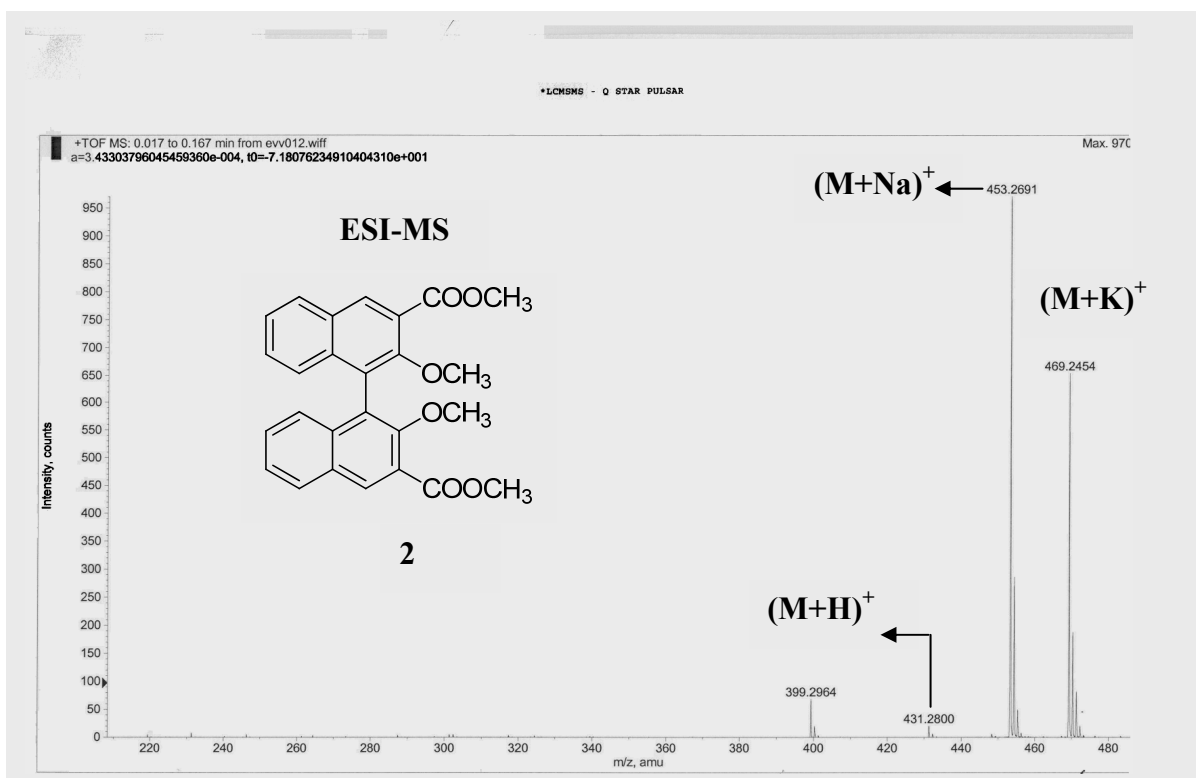 *LCMSMS - Q STAR PULSAR
+TOF MS: 0.017 to 0.167 min from evv012.wiff
Max. 970
a=3.43303796045459360e-004, t0=-7.18076234910404310e+001
(M+Na)+
453.2691
ESI-MS
(M+K)+
469.2454
COOCH3
OCH3
OCH3
COOCH3
2
(M+H)+
399.2964
431.2800
Intensity, counts
950
900
850
800
750
700
650
600
550
500
450
400
350
300
250
200
150
100
50
0
220 240 260 280 300 320 340 360 380 400 420 440 460 480
m/z, amu